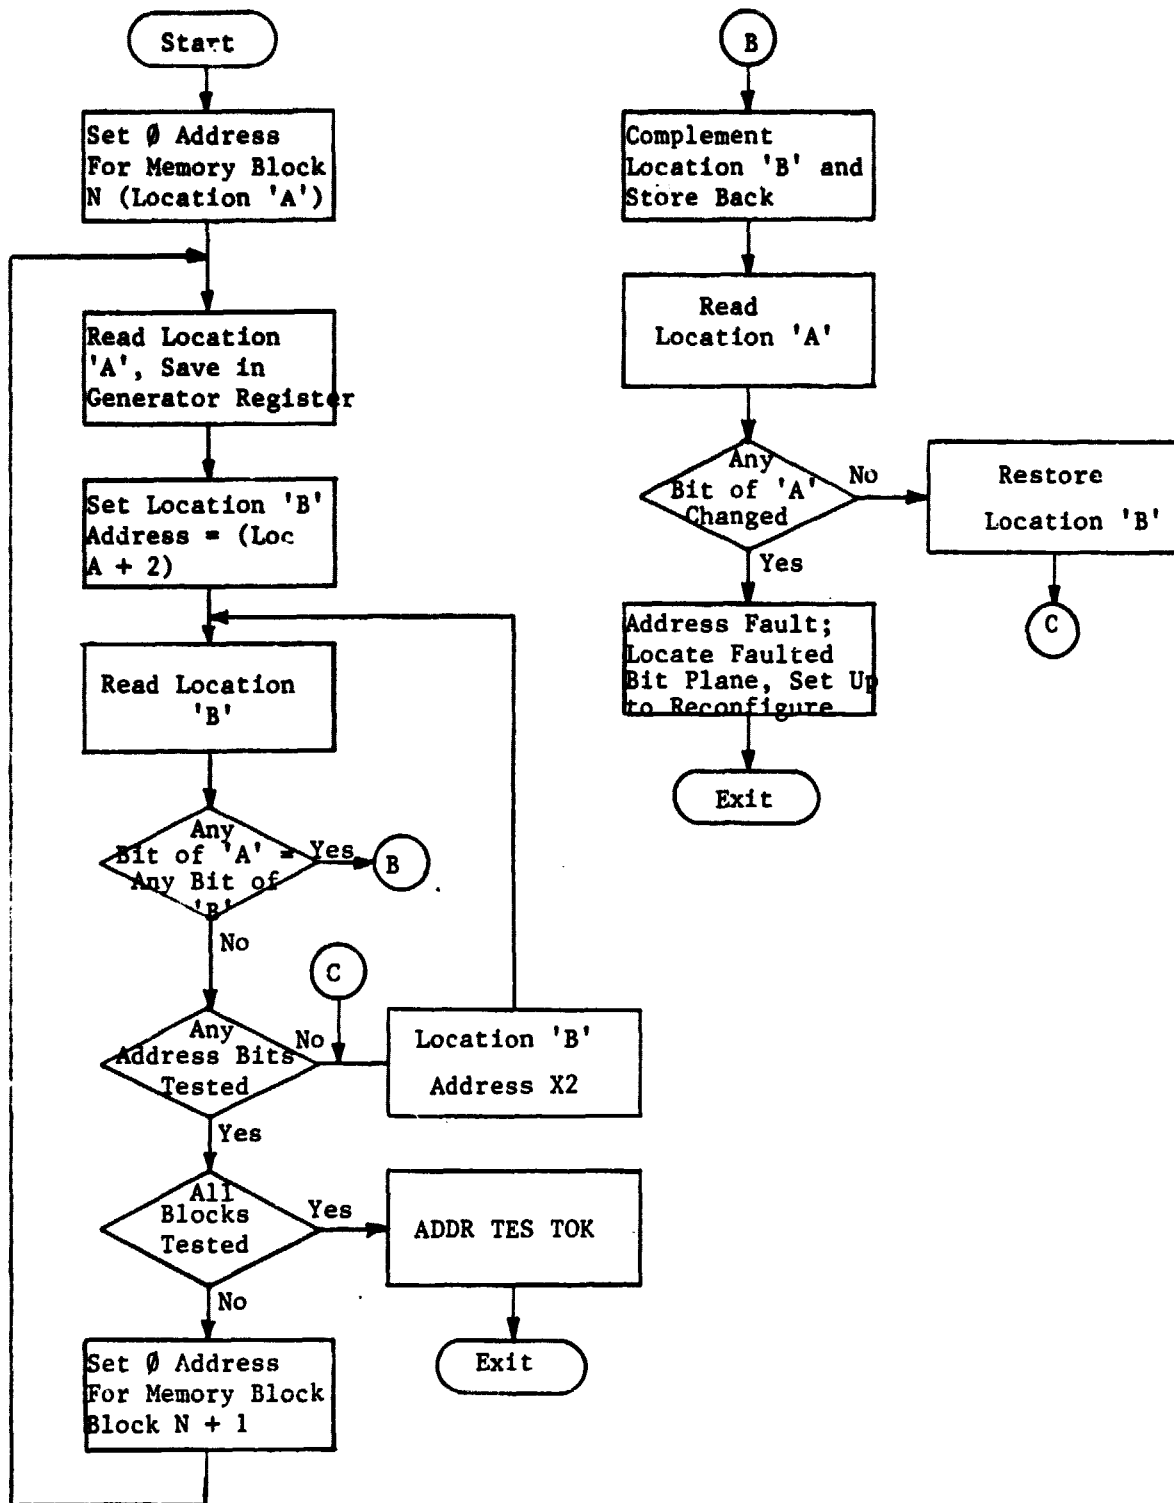 Start
Set Ø Address
For Memory Block
N (Location 'A')
Read Location
'A', Save in
Generator Register
Set Location 'B'
Address = (Loc
A + 2)
Read Location
'B'
Any
Bit of 'A' =
Any Bit of
'B'
Yes
B
No
C
Any
Address Bits
Tested
No
Location 'B'
Address X2
Yes
All
Blocks
Tested
Yes
ADDR TES TOK
Exit
No
Set Ø Address
For Memory Block
Block N + 1
B
Complement
Location 'B' and
Store Back
Read
Location 'A'
Any
Bit of 'A'
Changed
No
Restore
Location 'B'
C
Yes
Address Fault;
Locate Faulted
Bit Plane, Set Up
to Reconfigure
Exit